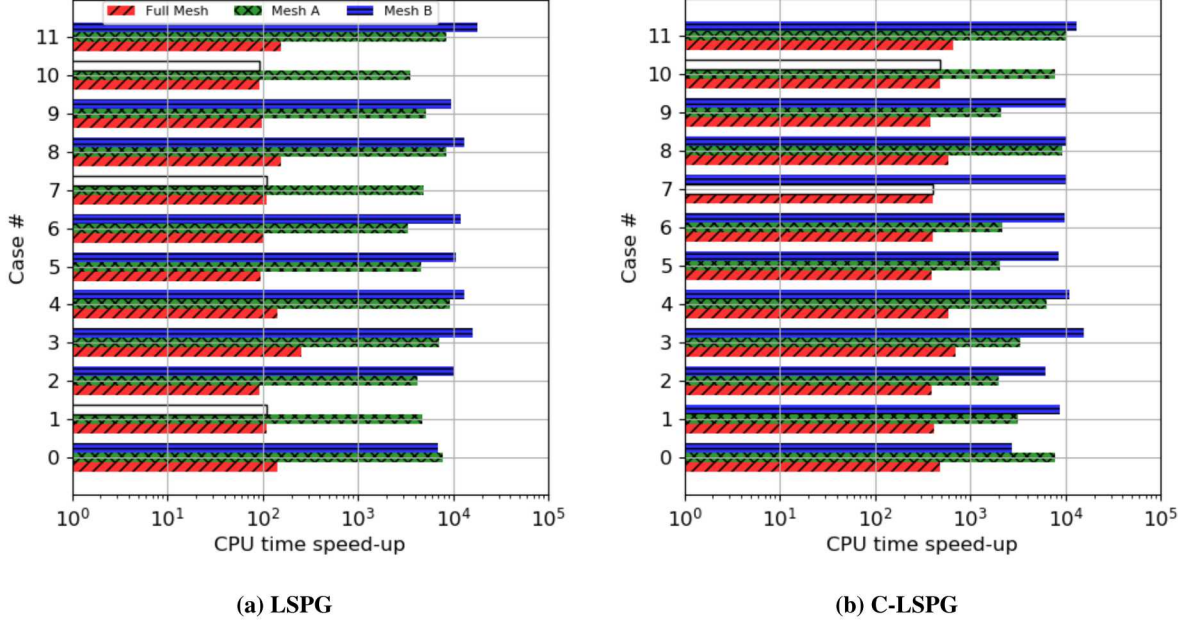 Full Mesh Mesh A Mesh B
11
10
9
8
7
6
5
4
3
2
1
0
Case #
10^0 10^1 10^2 10^3 10^4 10^5
CPU time speed-up
(a) LSPG
11
10
9
8
7
6
5
4
3
2
1
0
Case #
10^0 10^1 10^2 10^3 10^4 10^5
CPU time speed-up
(b) C-LSPG